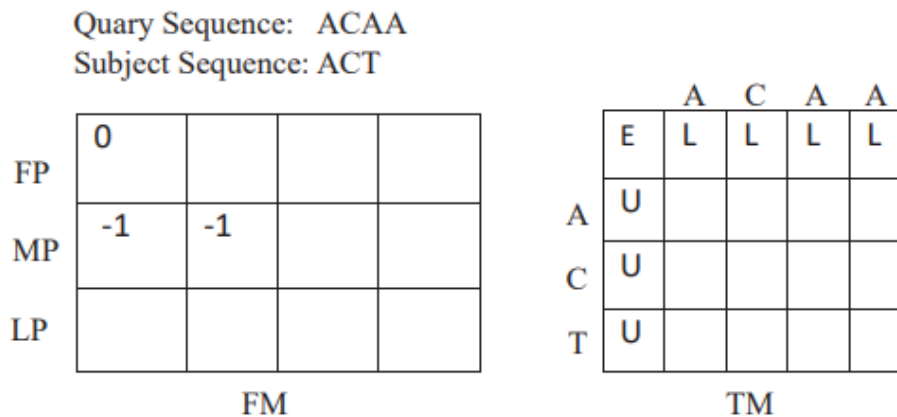 Quary Sequence: ACAA
Subject Sequence: ACT
A C A A
FP 0
E L L L L
MP -1 -1
A U
C U
LP
T U
FM
TM